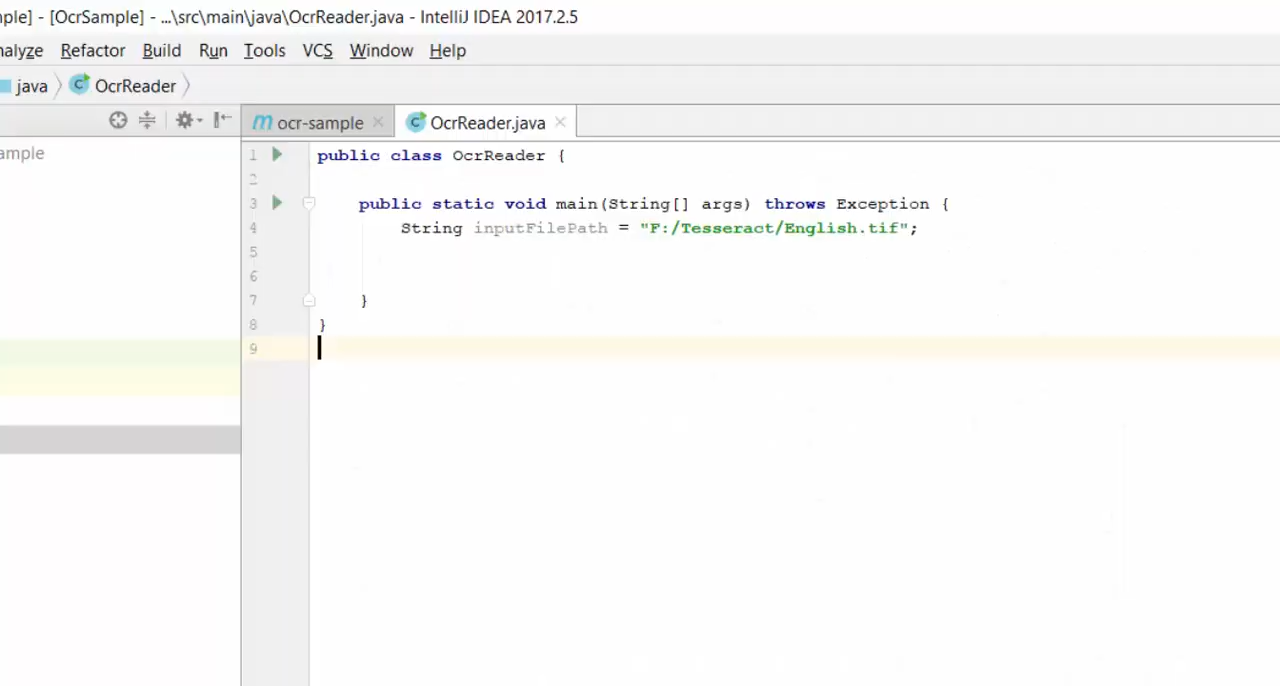 mple] - [OcrSample] - ...\src\main\java\OcrReader.java - IntelliJ IDEA 2017.2.5
nalyze Refactor Build Run Tools VCS Window Help
java OcrReader
ocr-sample OcrReader.java
ample
1 public class OcrReader {
2
3 public static void main(String[] args) throws Exception {
4 String inputFilePath = "F:/Tesseract/English.tif";
5
6
7 }
8 }
9